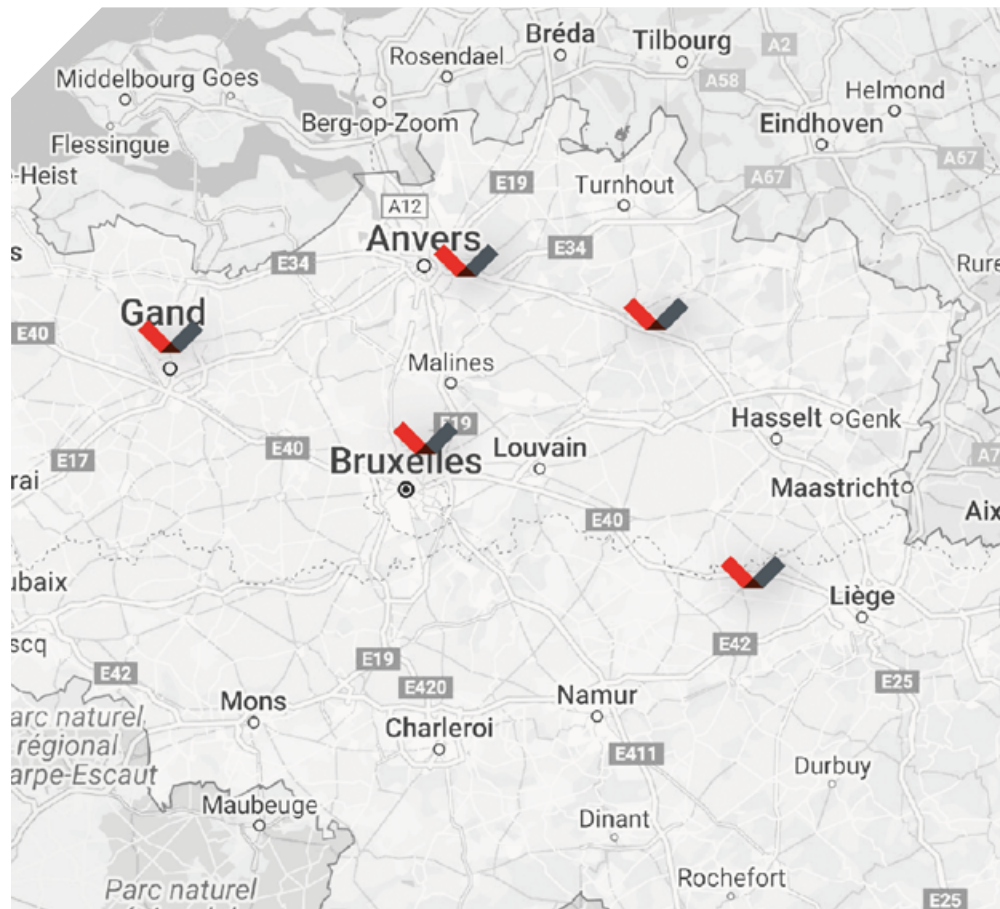 Bréda
Tilbourg
A2
Rosendael
Middelbourg
Goes
A58
Helmond
Berg-op-Zoom
Eindhoven
Flessingue
A67
-Heist
E19
Turnhout
A67
A12
Anvers
E34
s
E34
Rure
Gand
E40
Malines
Hasselt
Genk
E19
E40
Louvain
A7
E17
Bruxelles
rai
Maastricht
Aix
E40
ubaix
Liège
scq
E42
E19
E42
E25
E420
Mons
Namur
arc naturel
régional
arpe-Escaut
Charleroi
E411
Durbuy
Maubeuge
Dinant
Rochefort
Parc naturel
E25